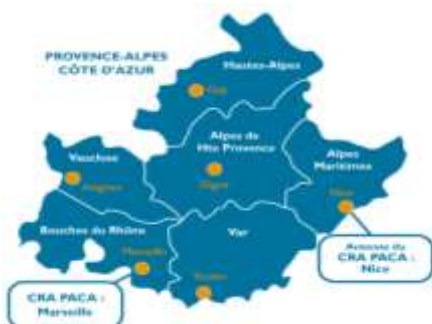 PROVENCE-ALPES
CÔTE D'AZUR
Hautes-Alpes
Gap
Alpes de
Hte Provence
Digne
Vaucluse
Avignon
Alpes
Maritimes
Nice
Bouches du Rhône
Marseille
Var
Toulon
Antenne du
CRA PACA :
Nice
CRA PACA :
Marseille